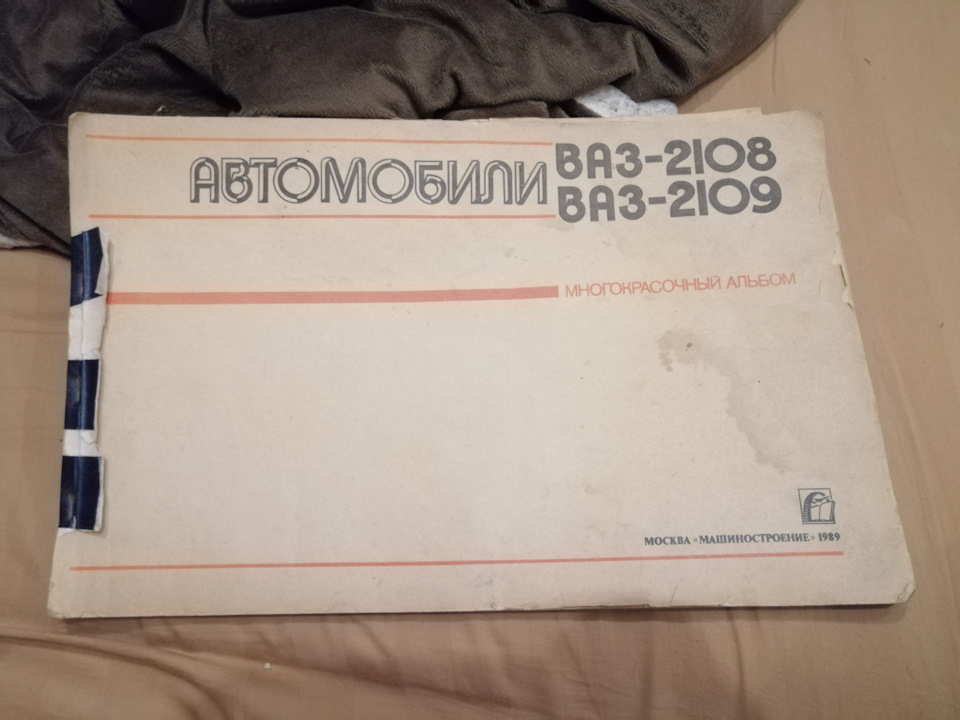 АВТОМОБИЛИ ВАЗ-2108
ВАЗ-2109
МНОГОКРАСОЧНЫЙ АЛЬБОМ
МОСКВА «МАШИНОСТРОЕНИЕ» 1989